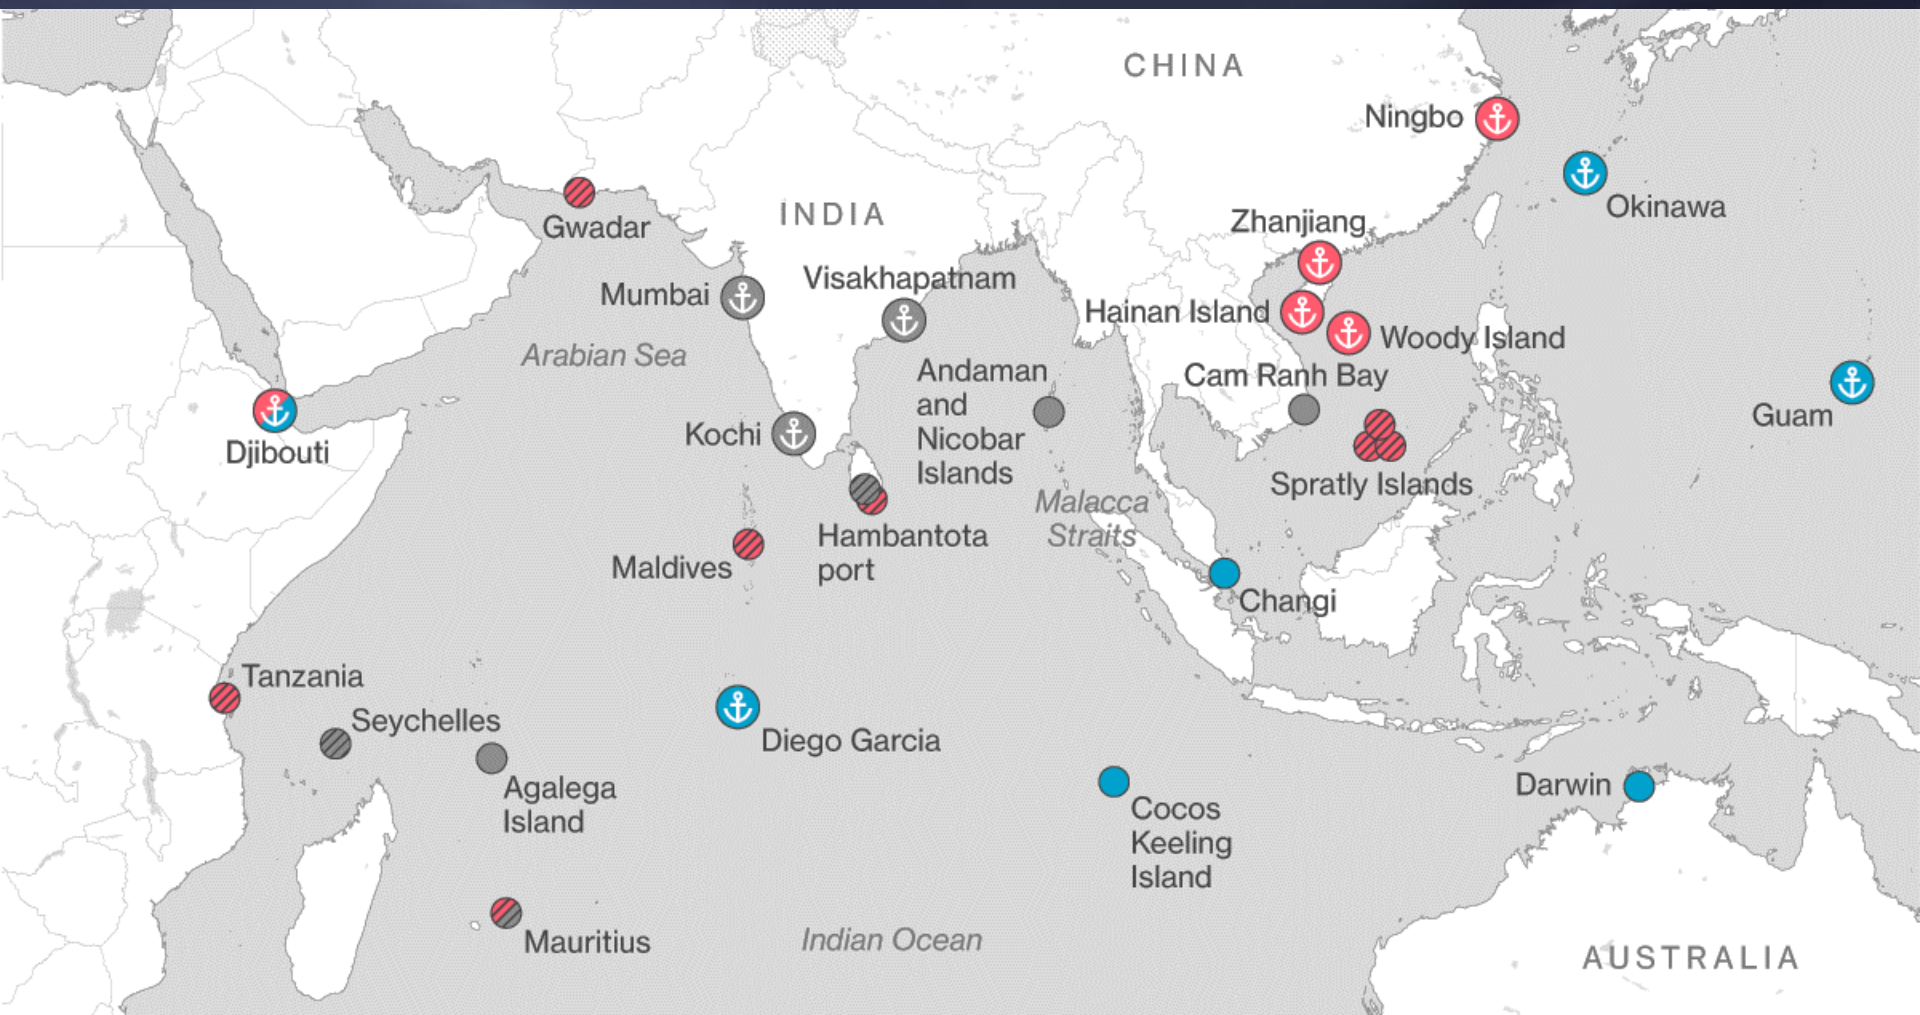 CHINA
Ningbo
Okinawa
INDIA
Zhanjiang
Gwadar
Visakhapatnam
Mumbai
Hainan Island
Woody Island
Arabian Sea
Andaman
and
Nicobar
Islands
Cam Ranh Bay
Guam
Djibouti
Kochi
Spratly Islands
Malacca
Straits
Hambantota
port
Maldives
Changi
Tanzania
Seychelles
Diego Garcia
Agalega
Island
Darwin
Cocos
Keeling
Island
Mauritius
Indian Ocean
AUSTRALIA